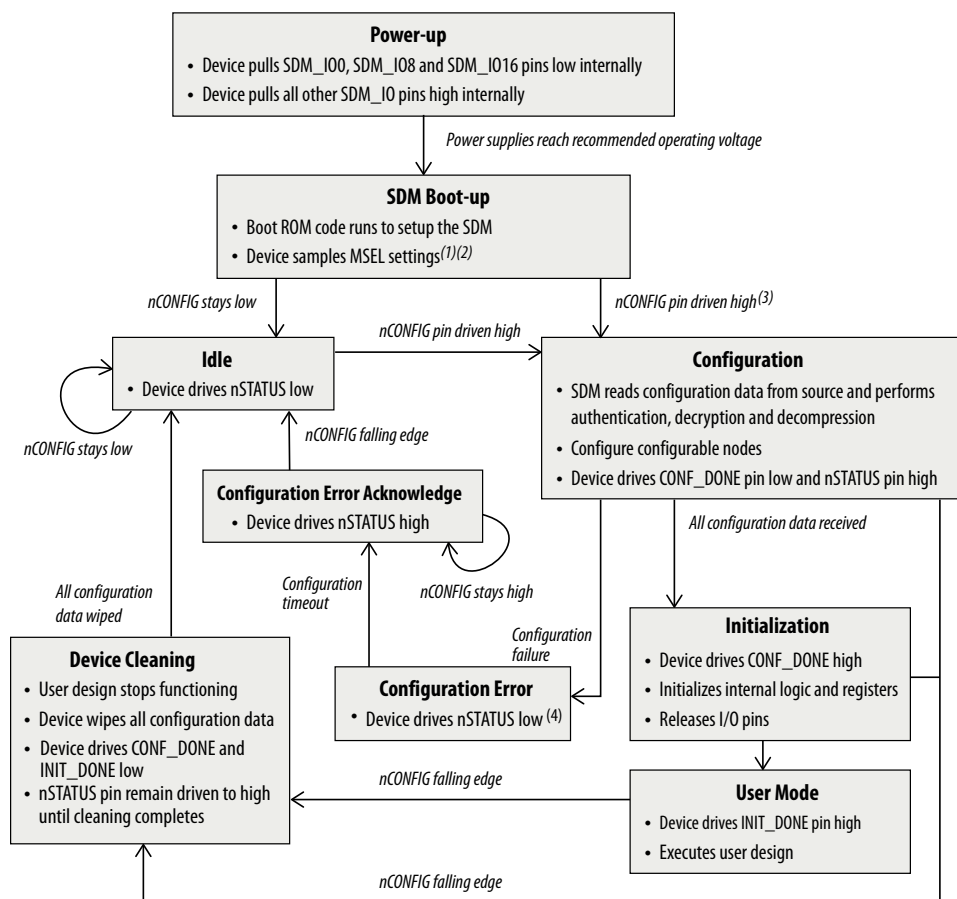 Power-up
• Device pulls SDM_IO0, SDM_IO8 and SDM_IO16 pins low internally
• Device pulls all other SDM_IO pins high internally
Power supplies reach recommended operating voltage
SDM Boot-up
• Boot ROM code runs to setup the SDM
• Device samples MSEL settings(1)(2)
nCONFIG stays low
nCONFIG pin driven high(3)
nCONFIG pin driven high
Idle
• Device drives nSTATUS low
nCONFIG stays low
Configuration
• SDM reads configuration data from source and performs
authentication, decryption and decompression
• Configure configurable nodes
• Device drives CONF_DONE pin low and nSTATUS pin high
nCONFIG falling edge
Configuration Error Acknowledge
• Device drives nSTATUS high
nCONFIG stays high
All configuration data received
Configuration
timeout
All configuration
data wiped
Configuration
failure
Initialization
• Device drives CONF_DONE high
• Initializes internal logic and registers
• Releases I/O pins
Device Cleaning
• User design stops functioning
• Device wipes all configuration data
• Device drives CONF_DONE and
INIT_DONE low
• nSTATUS pin remain driven to high
until cleaning completes
Configuration Error
• Device drives nSTATUS low (4)
nCONFIG falling edge
User Mode
• Device drives INIT_DONE pin high
• Executes user design
nCONFIG falling edge